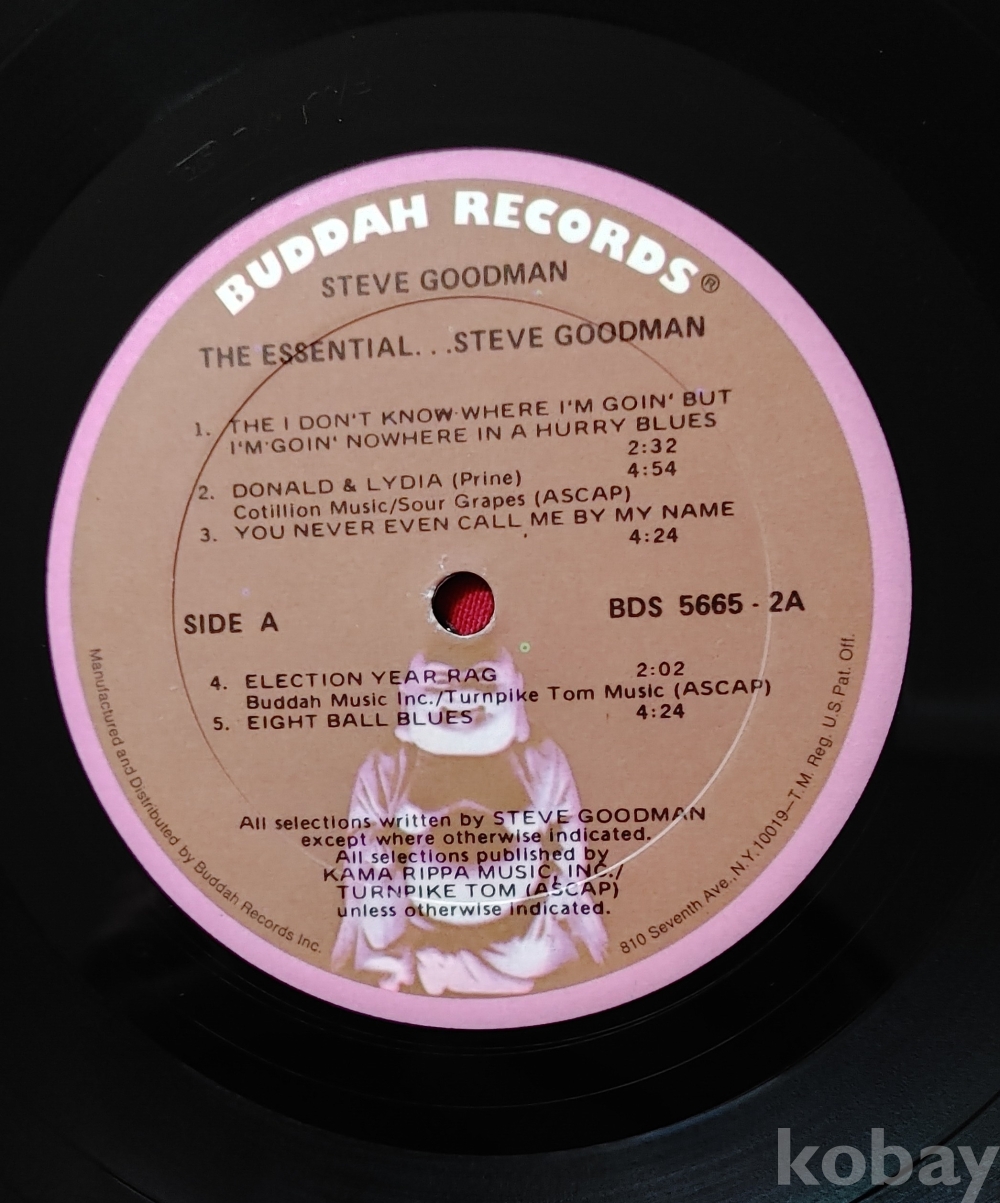 BUDDAH RECORDS®
STEVE GOODMAN
THE ESSENTIAL...STEVE GOODMAN
1. THE I DON'T KNOW WHERE I'M GOIN' BUT
I'M GOIN' NOWHERE IN A HURRY BLUES
2:32
2. DONALD & LYDIA (Prine) 4:54
Cotillion Music/Sour Grapes (ASCAP)
3. YOU NEVER EVEN CALL ME BY MY NAME
4:24
SIDE A BDS 5665 - 2A
4. ELECTION YEAR RAG 2:02
Buddah Music Inc./Turnpike Tom Music (ASCAP)
5. EIGHT BALL BLUES 4:24
All selections written by STEVE GOODMAN
except where otherwise indicated.
All selections published by
KAMA RIPPA MUSIC, INC./
TURNPIKE TOM (ASCAP)
unless otherwise indicated.
Manufactured and Distributed by Buddah Records Inc.
810 Seventh Ave., N.Y. 10019—T.M. Reg. U.S. Pat. Off.
kobay